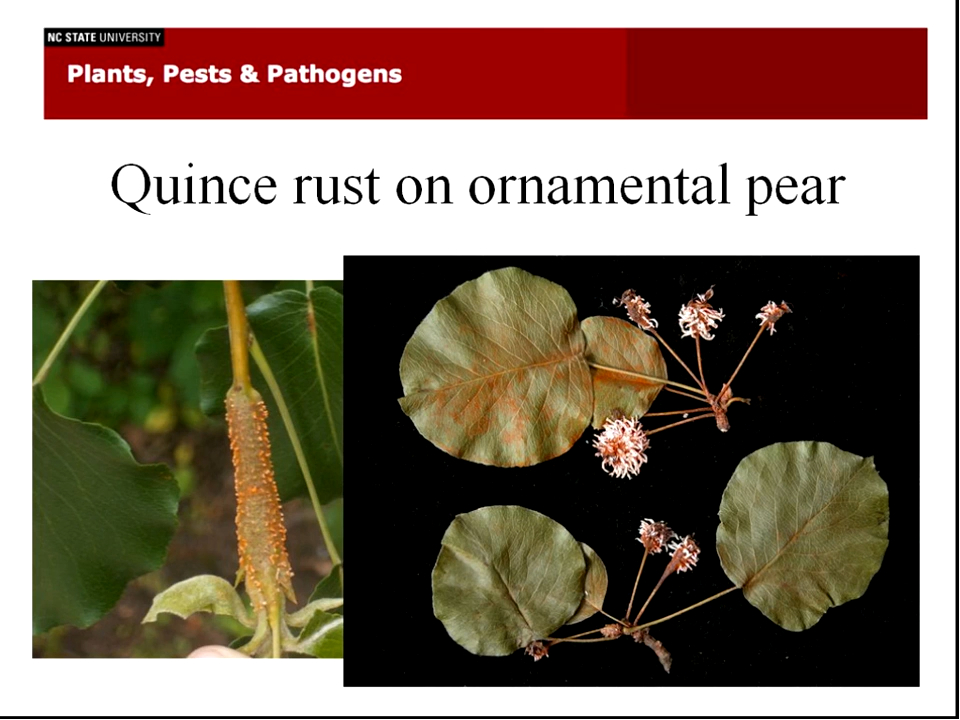 NC STATE UNIVERSITY
Plants, Pests & Pathogens
Quince rust on ornamental pear